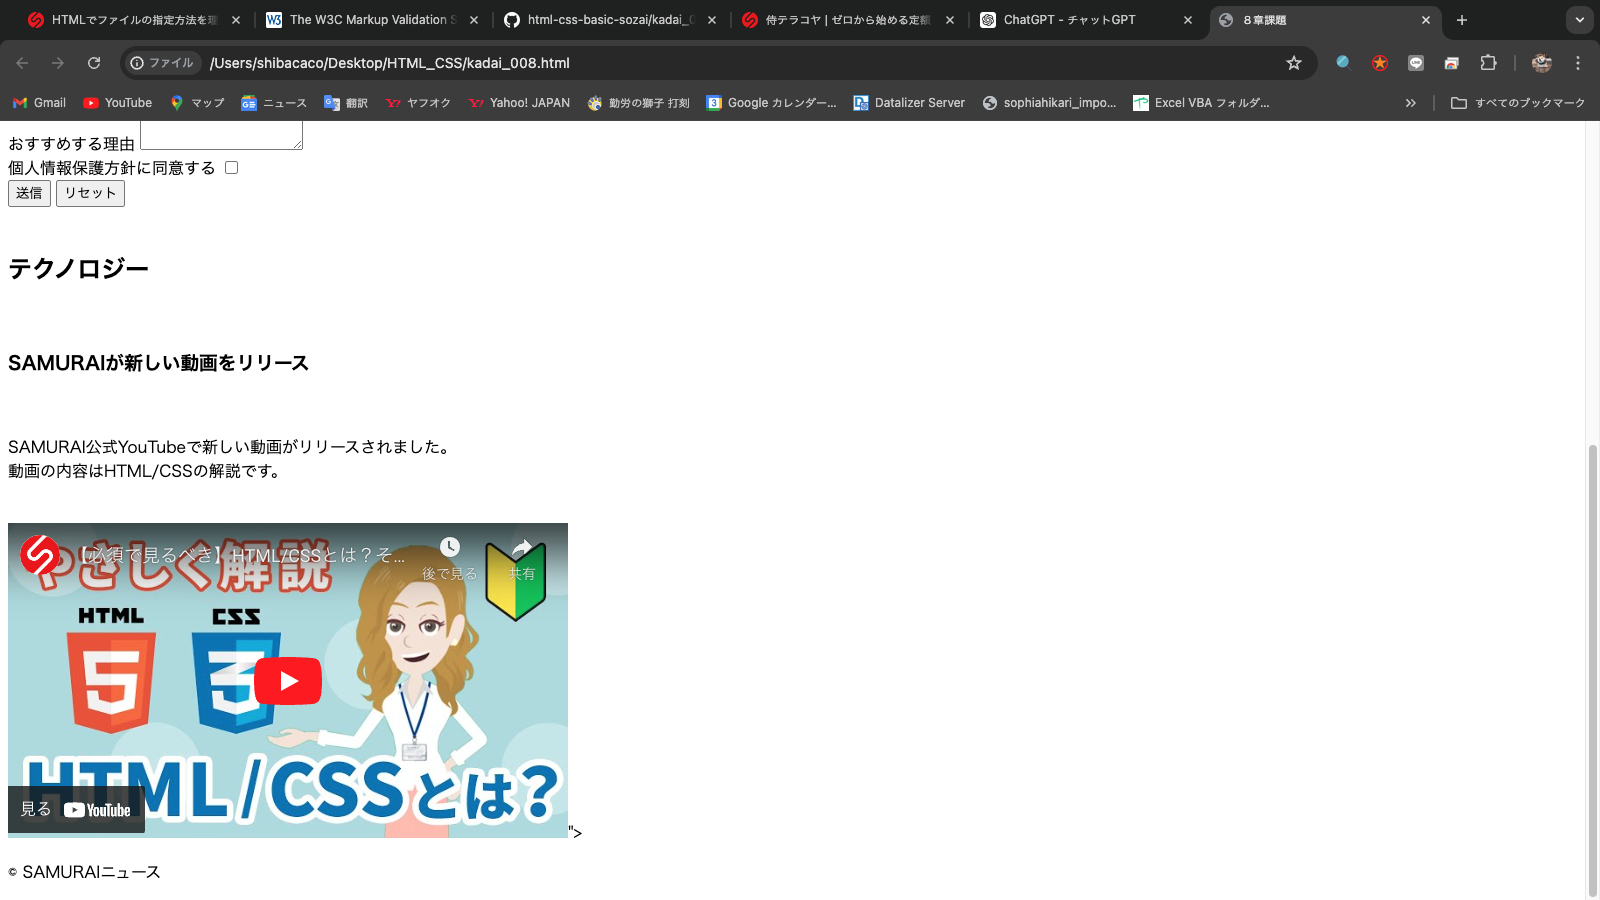 HTMLでファイルの指定方法を理
The W3C Markup Validation S
html-css-basic-sozai/kadai_0
侍テラコヤ | ゼロから始める定額
ChatGPT - チャットGPT
８章課題
ファイル
/Users/shibacaco/Desktop/HTML_CSS/kadai_008.html
Gmail
YouTube
マップ
ニュース
翻訳
ヤフオク
Yahoo! JAPAN
勤労の獅子 打刻
Google カレンダー...
Datalizer Server
sophiahikari_impo...
Excel VBA フォルダ...
すべてのブックマーク
おすすめする理由
個人情報保護方針に同意する
送信 リセット
テクノロジー
SAMURAIが新しい動画をリリース
SAMURAI公式YouTubeで新しい動画がリリースされました。
動画の内容はHTML/CSSの解説です。
【必須で見るべき】HTML/CSSとは？そ...
後で見る
共有
やさしく解説
HTML
CSS
5
3
HTML/CSSとは?
見る YouTube
">
© SAMURAIニュース